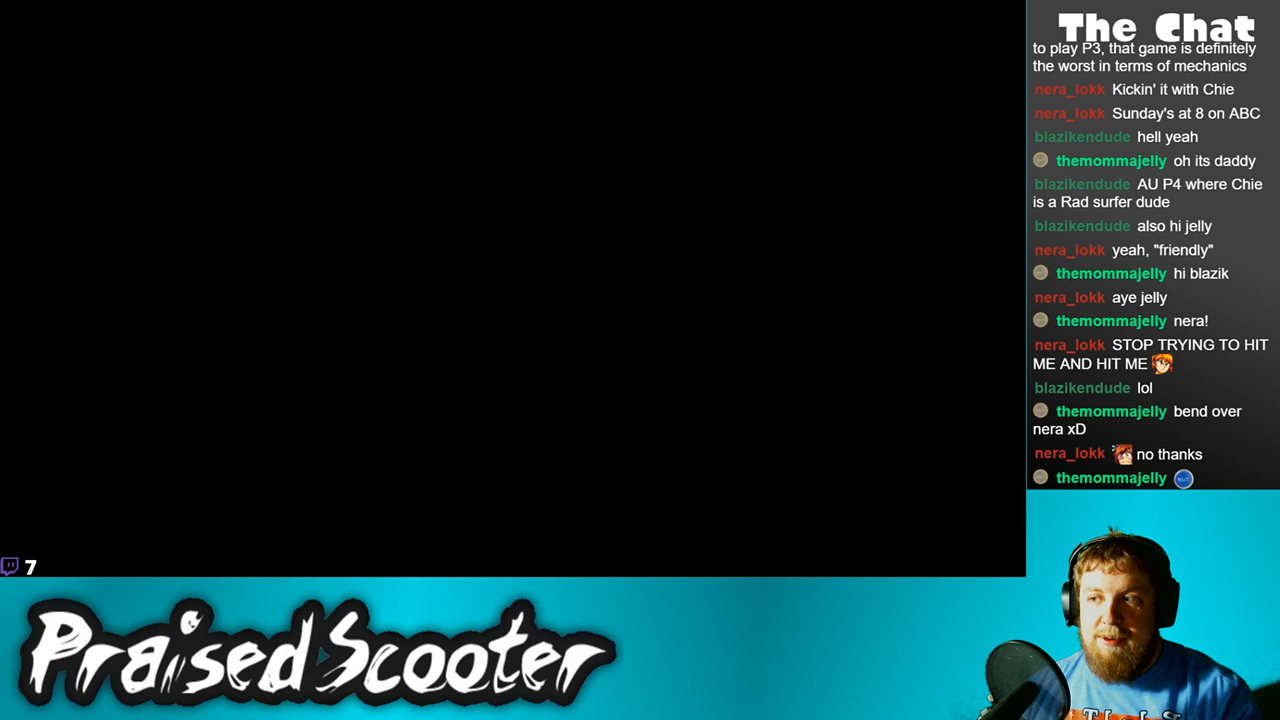 The Chat
to play P3, that game is definitely
the worst in terms of mechanics
nera_lokk Kickin' it with Chie
nera_lokk Sunday's at 8 on ABC
blazikendude hell yeah
themommajelly oh its daddy
blazikendude AU P4 where Chie
is a Rad surfer dude
blazikendude also hi jelly
nera_lokk yeah, "friendly"
themommajelly hi blazik
nera_lokk aye jelly
themommajelly nera!
nera_lokk STOP TRYING TO HIT
ME AND HIT ME
blazikendude lol
themommajelly bend over
nera xD
nera_lokk no thanks
themommajelly NUT
7
PraisedScooter